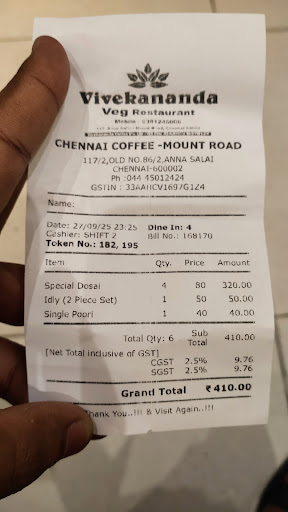 Vivekananda
Veg Restaurant
CHENNAI COFFEE -MOUNT ROAD
117/2,OLD NO.86/2,ANNA SALAI
CHENNAI-600002
Ph :044 45012424
GSTIN : 33AAHCV1697G1Z4
Name:
Date: 27/09/25 23:25 Dine In: 4
Cashier: SHIFT 2 Bill No.: 168170
Token No.: 182, 195
Item Qty. Price Amount
Special Dosai 4 80 320.00
Idly (2 Piece Set) 1 50 50.00
Single Poori 1 40 40.00
Total Qty: 6 Sub Total 410.00
[Net Total inclusive of GST]
CGST 2.5% 9.76
SGST 2.5% 9.76
Grand Total ₹410.00
Thank You..!!! & Visit Again..!!!